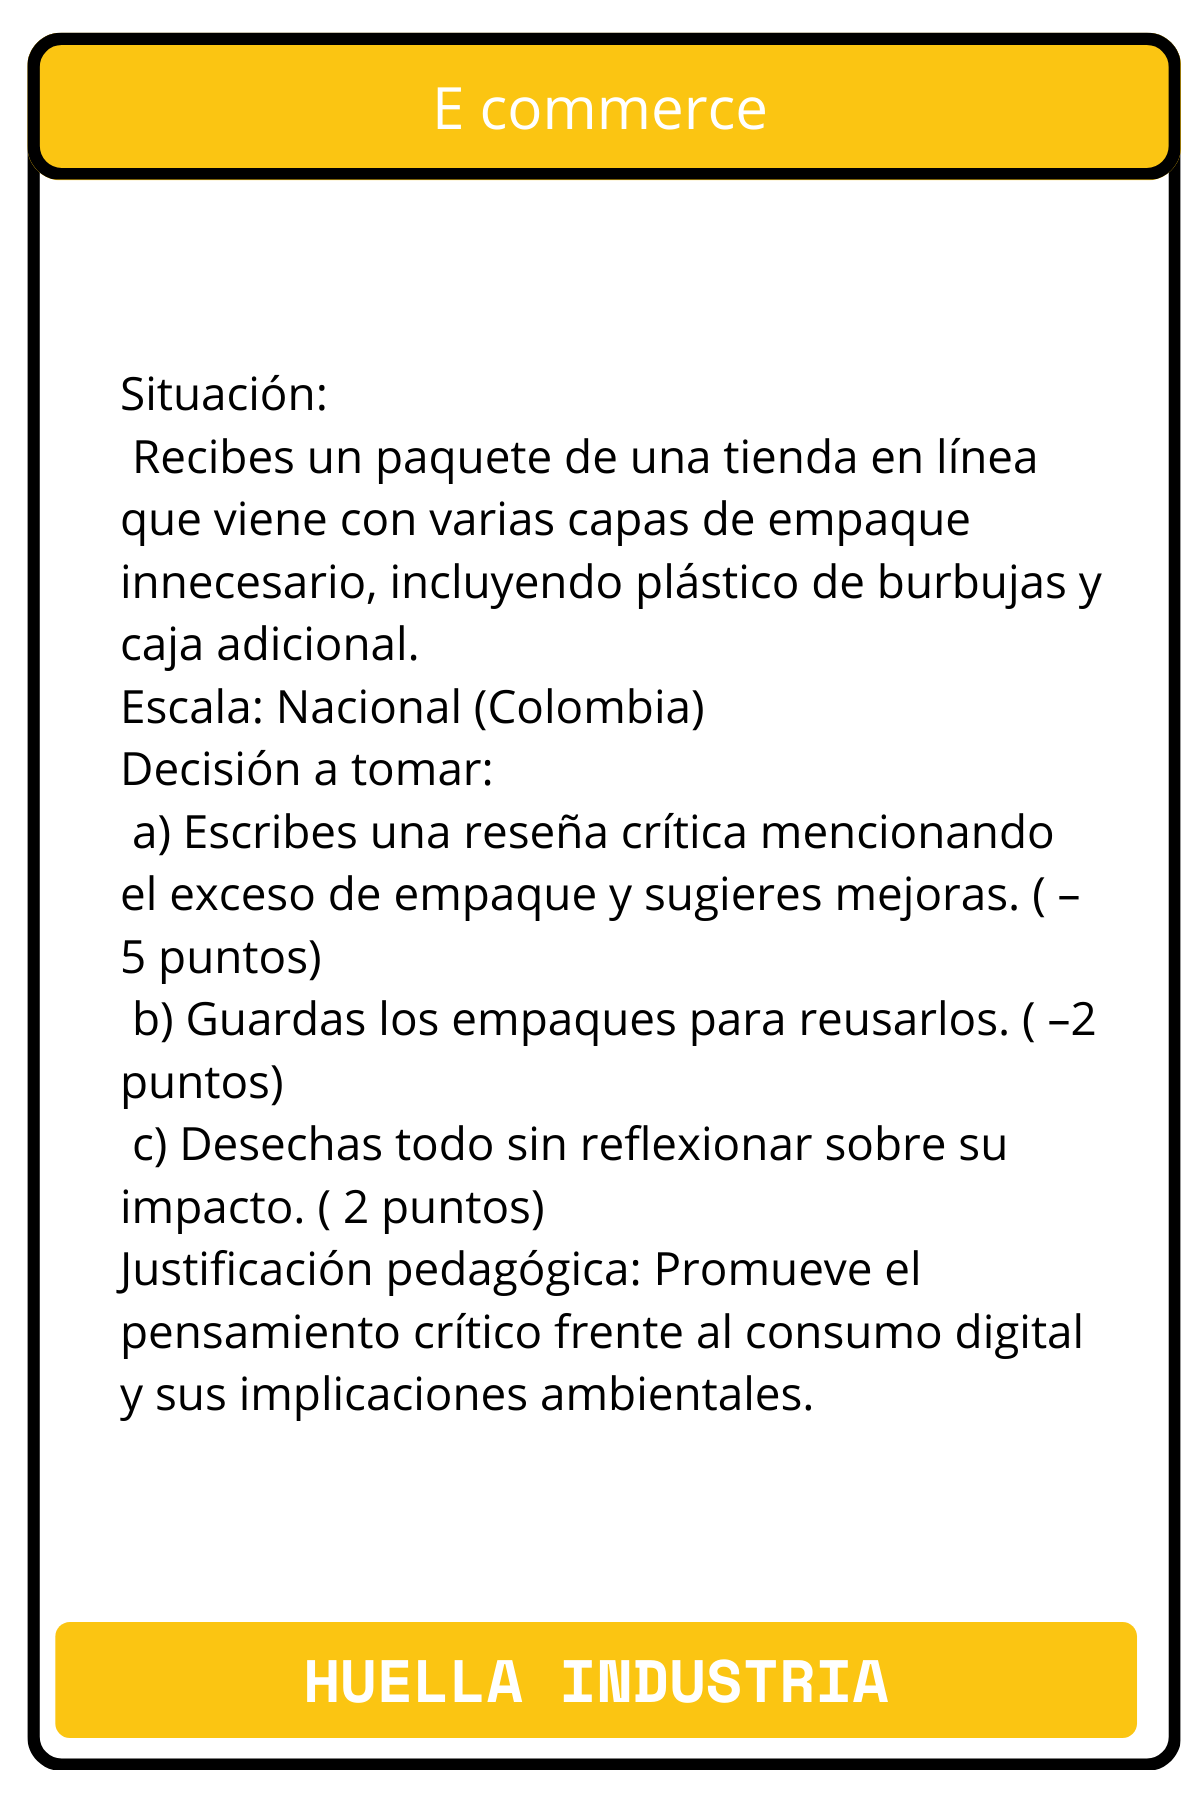 E commerce
Situación:
Recibes un paquete de una tienda en línea
que viene con varias capas de empaque
innecesario, incluyendo plástico de burbujas y
caja adicional.
Escala: Nacional (Colombia)
Decisión a tomar:
a) Escribes una reseña crítica mencionando
el exceso de empaque y sugieres mejoras. ( –
5 puntos)
b) Guardas los empaques para reusarlos. ( –2
puntos)
c) Desechas todo sin reflexionar sobre su
impacto. ( 2 puntos)
Justificación pedagógica: Promueve el
pensamiento crítico frente al consumo digital
y sus implicaciones ambientales.
HUELLA INDUSTRIA